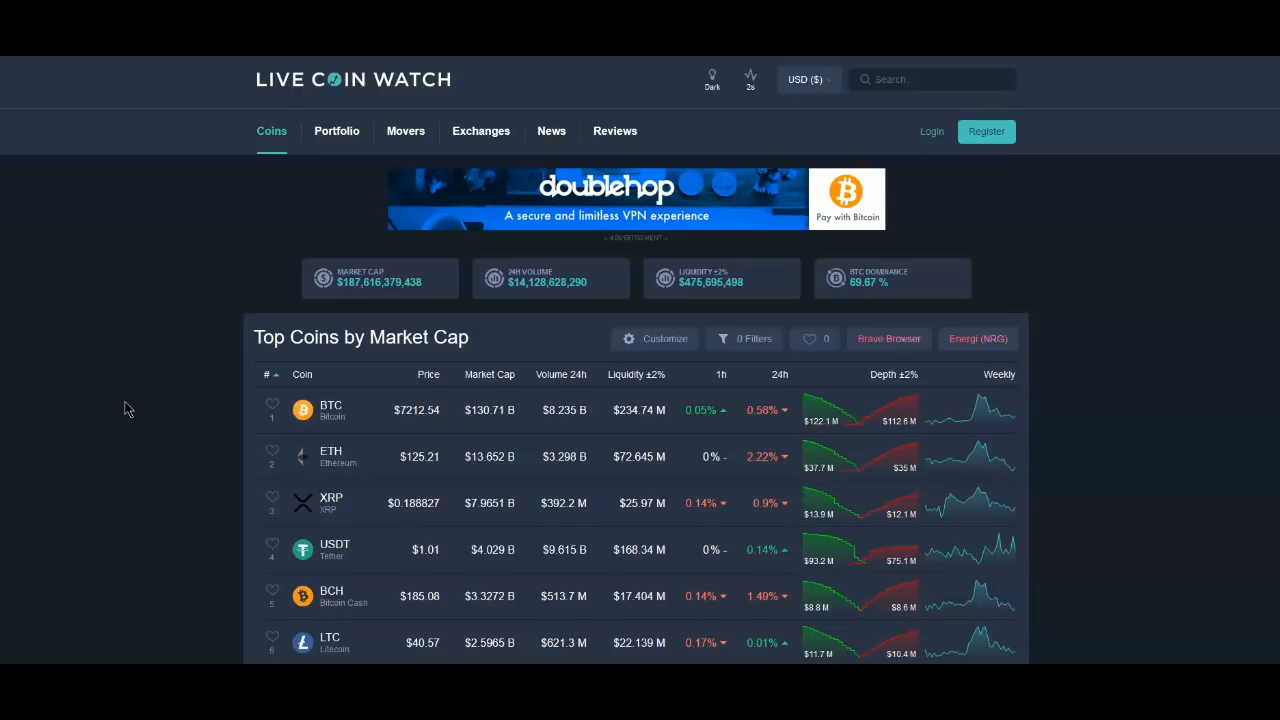 LIVE COIN WATCH
Dark
2s
USD ($)
Search...
Coins Portfolio Movers Exchanges News Reviews Login Register
doublehop
A secure and limitless VPN experience
Pay with Bitcoin
- ADVERTISEMENT -
MARKET CAP
$187,616,379,438
24H VOLUME
$14,128,628,290
LIQUIDITY ±2%
$475,695,498
BTC DOMINANCE
69.67 %
Top Coins by Market Cap Customize 0 Filters 0 Brave Browser Energi (NRG)
# Coin Price Market Cap Volume 24h Liquidity ±2% 1h 24h Depth ±2% Weekly
1 BTC Bitcoin $7212.54 $130.71 B $8.235 B $234.74 M 0.05% 0.58% $122.1 M $112.6 M
2 ETH Ethereum $125.21 $13.652 B $3.298 B $72.645 M 0% - 2.22% $37.7 M $35 M
3 XRP XRP $0.188827 $7.9651 B $392.2 M $25.97 M 0.14% 0.9% $13.9 M $12.1 M
4 USDT Tether $1.01 $4.029 B $9.615 B $168.34 M 0% - 0.14% $93.2 M $75.1 M
5 BCH Bitcoin Cash $185.08 $3.3272 B $513.7 M $17.404 M 0.14% 1.49% $8.8 M $8.6 M
6 LTC Litecoin $40.57 $2.5965 B $621.3 M $22.139 M 0.17% 0.01% $11.7 M $10.4 M